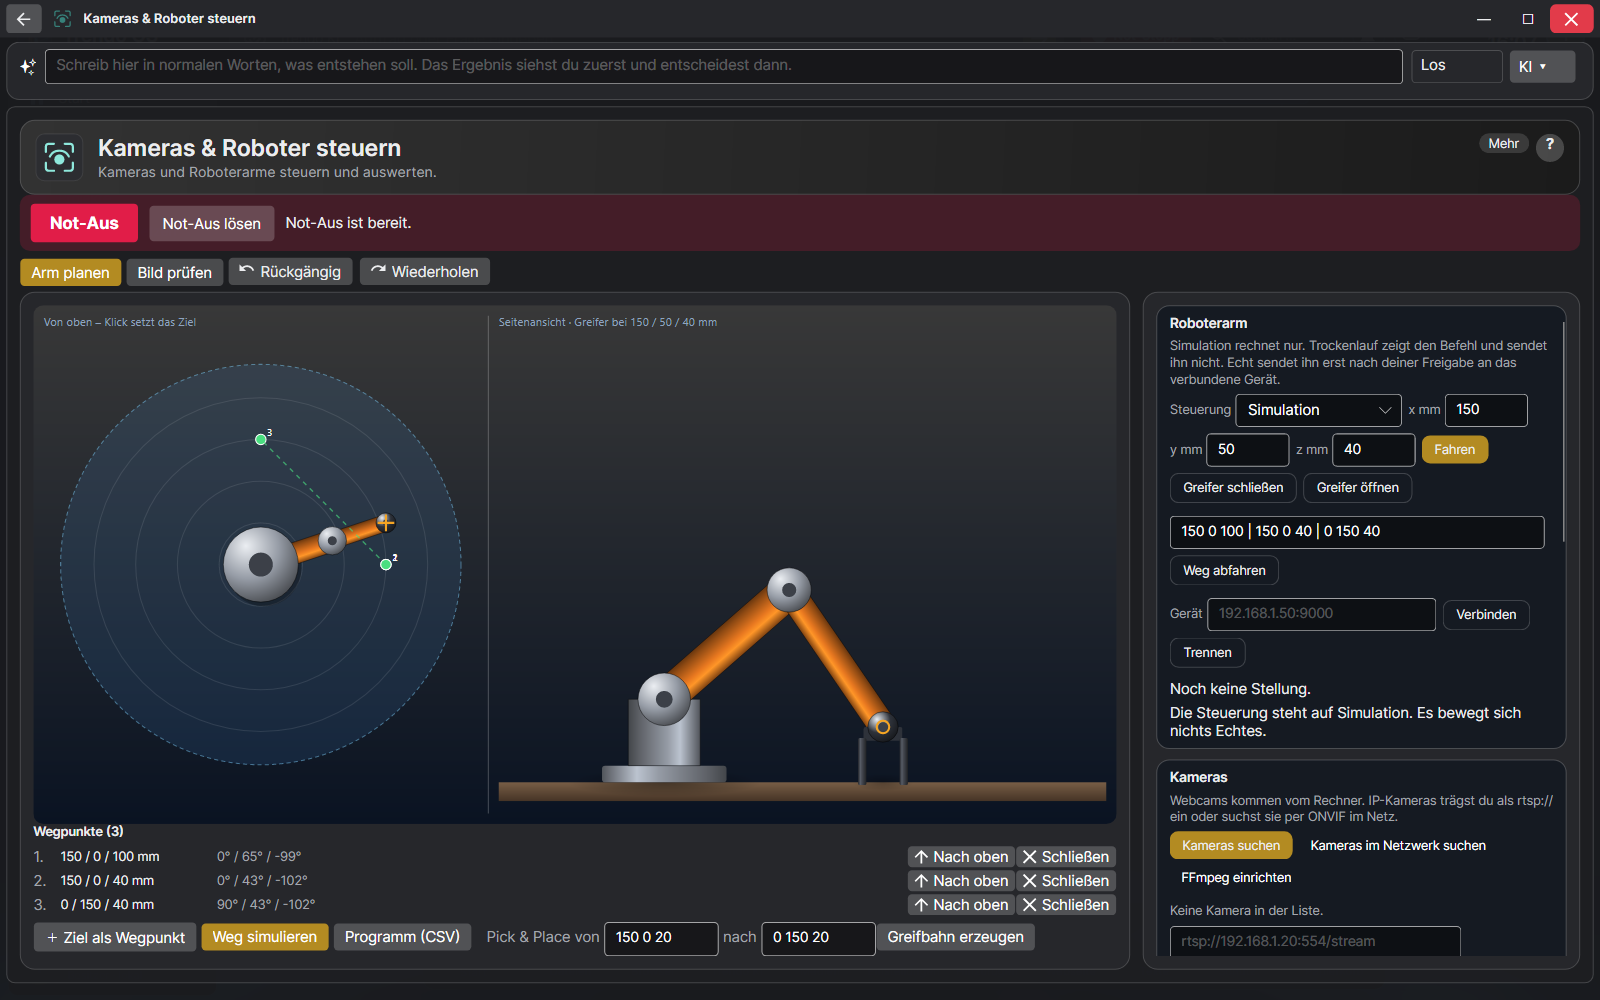 Kameras & Roboter steuern
Schreib hier in normalen Worten, was entstehen soll. Das Ergebnis siehst du zuerst und entscheidest dann.
Los
KI
Kameras & Roboter steuern
Kameras und Roboterarme steuern und auswerten.
Mehr
?
Not-Aus
Not-Aus lösen
Not-Aus ist bereit.
Arm planen
Bild prüfen
Rückgängig
Wiederholen
Von oben – Klick setzt das Ziel
Seitenansicht · Greifer bei 150 / 50 / 40 mm
3
2
Wegpunkte (3)
1. 150 / 0 / 100 mm 0° / 65° / -99° Nach oben Schließen
2. 150 / 0 / 40 mm 0° / 43° / -102° Nach oben Schließen
3. 0 / 150 / 40 mm 90° / 43° / -102° Nach oben Schließen
+ Ziel als Wegpunkt
Weg simulieren
Programm (CSV)
Pick & Place von 150 0 20 nach 0 150 20
Greifbahn erzeugen
Roboterarm
Simulation rechnet nur. Trockenlauf zeigt den Befehl und sendet
ihn nicht. Echt sendet ihn erst nach deiner Freigabe an das
verbundene Gerät.
Steuerung Simulation x mm 150
y mm 50 z mm 40 Fahren
Greifer schließen
Greifer öffnen
150 0 100 | 150 0 40 | 0 150 40
Weg abfahren
Gerät 192.168.1.50:9000 Verbinden
Trennen
Noch keine Stellung.
Die Steuerung steht auf Simulation. Es bewegt sich
nichts Echtes.
Kameras
Webcams kommen vom Rechner. IP-Kameras trägst du als rtsp://
ein oder suchst sie per ONVIF im Netz.
Kameras suchen
Kameras im Netzwerk suchen
FFmpeg einrichten
Keine Kamera in der Liste.
rtsp://192.168.1.20:554/stream